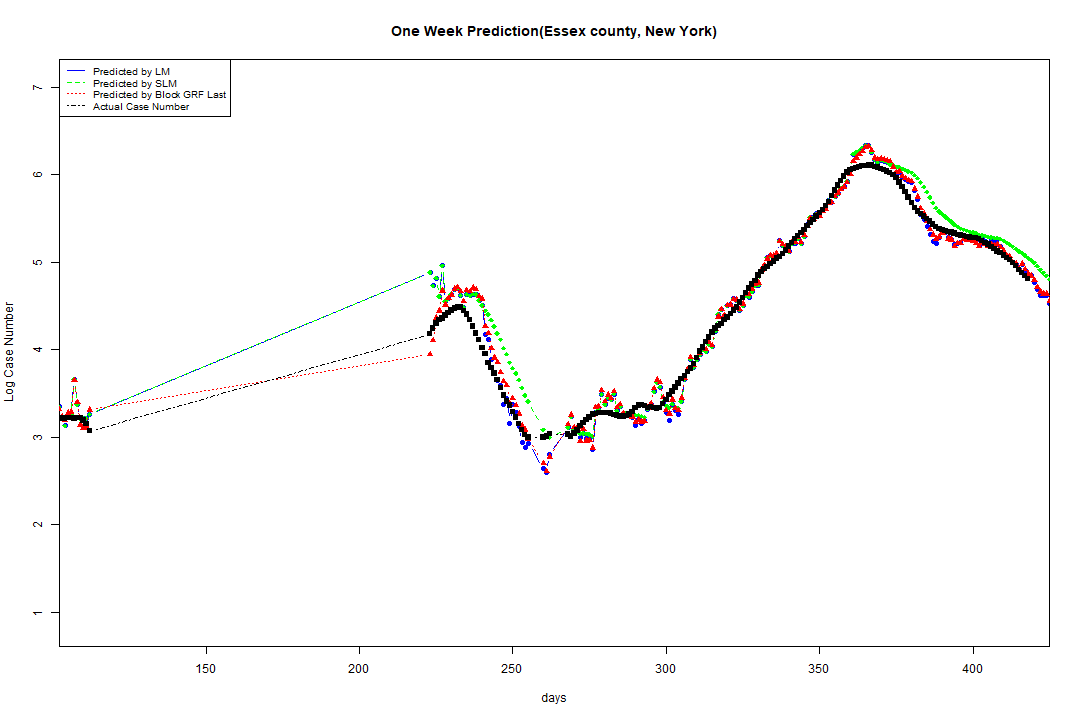 One Week Prediction(Essex county, New York)
Predicted by LM
Predicted by SLM
Predicted by Block GRF Last
Actual Case Number
7
6
5
4
3
2
1
Log Case Number
150 200 250 300 350 400
days